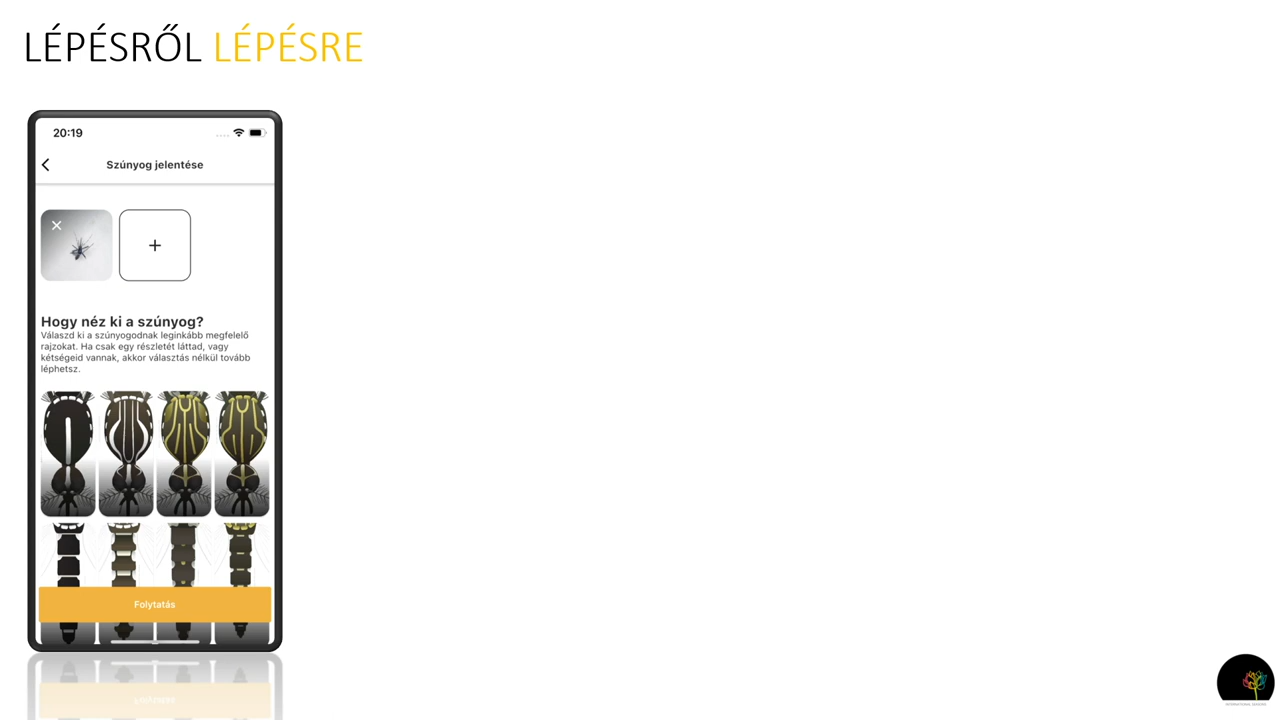 LÉPÉSRŐL LÉPÉSRE
20:19
Szúnyog jelentése
Hogy néz ki a szúnyog?
Válaszd ki a szúnyogodnak leginkább megfelelő
rajzokat. Ha csak egy részletét láttad, vagy
kétségeid vannak, akkor választás nélkül tovább
léphetsz.
Folytatás